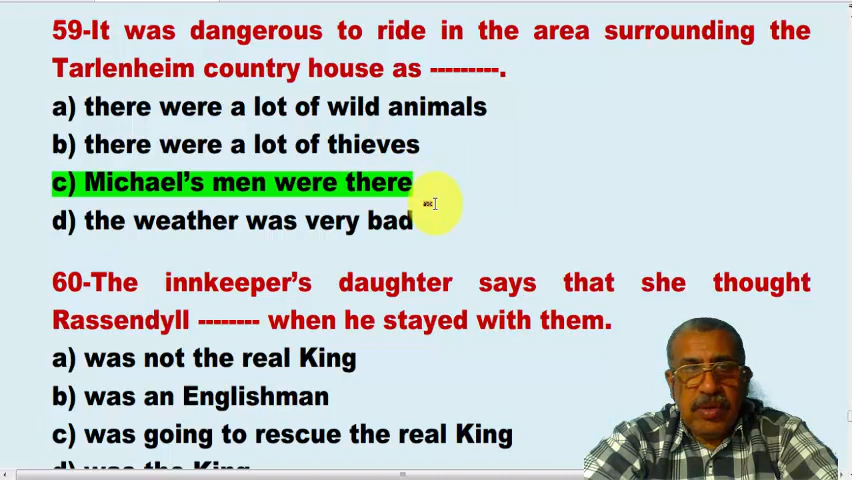 59-It was dangerous to ride in the area surrounding the
Tarlenheim country house as ---------.
a) there were a lot of wild animals
b) there were a lot of thieves
c) Michael’s men were there
d) the weather was very bad
60-The innkeeper’s daughter says that she thought
Rassendyll -------- when he stayed with them.
a) was not the real King
b) was an Englishman
c) was going to rescue the real King
d) was the King